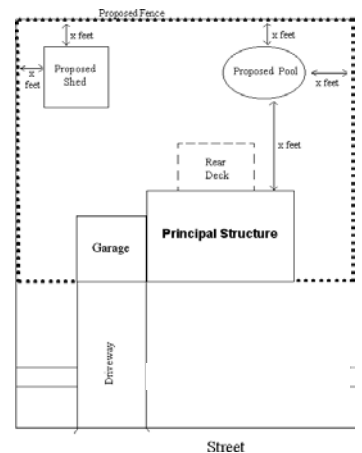 Proposed Fence
x feet
x feet
x
feet
Proposed
Shed
Proposed Pool
x
feet
x feet
Rear
Deck
Garage
Principal Structure
Driveway
Street